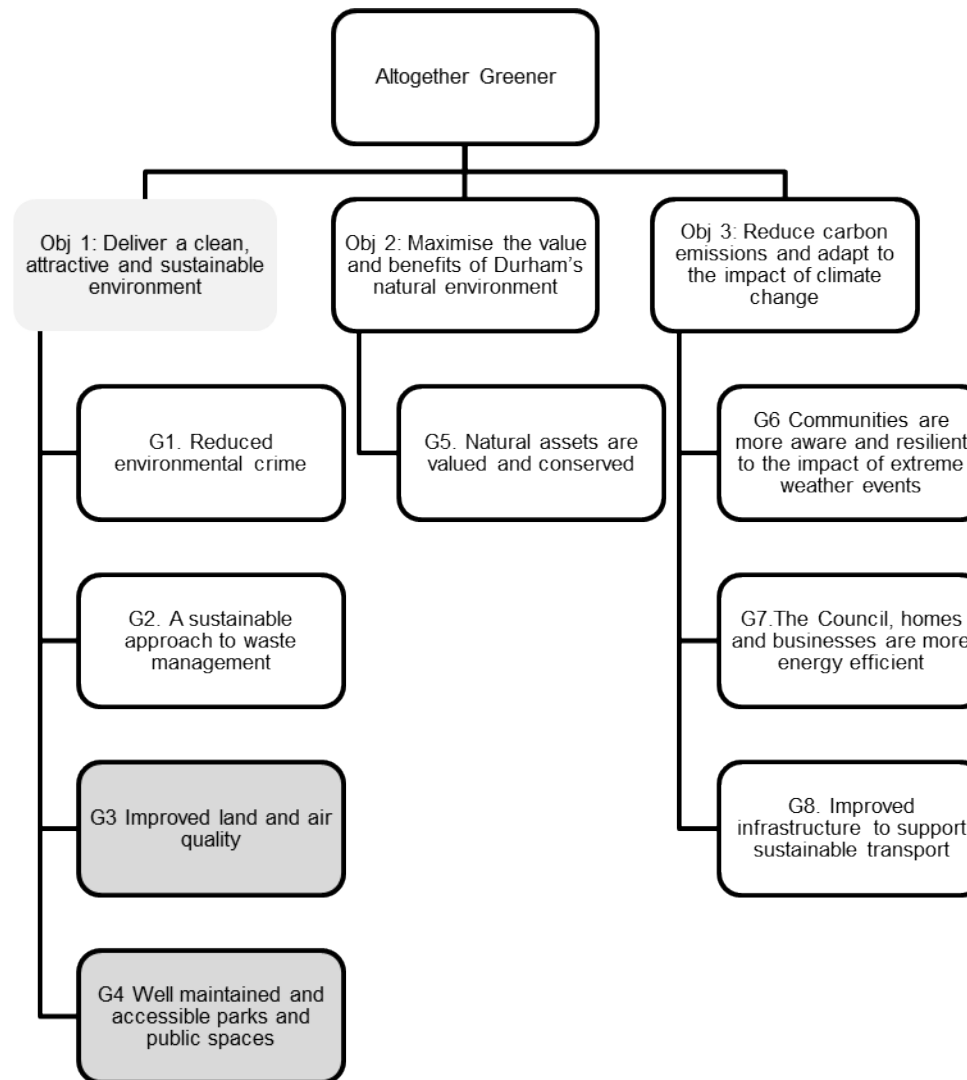 Altogether Greener
Obj 1: Deliver a clean,
attractive and sustainable
environment
Obj 2: Maximise the value
and benefits of Durham's
natural environment
Obj 3: Reduce carbon
emissions and adapt to
the impact of climate
change
G1. Reduced
environmental crime
G2. A sustainable
approach to waste
management
G3 Improved land and air
quality
G4 Well maintained and
accessible parks and
public spaces
G5. Natural assets are
valued and conserved
G6 Communities are
more aware and resilient
to the impact of extreme
weather events
G7.The Council, homes
and businesses are more
energy efficient
G8. Improved
infrastructure to support
sustainable transport